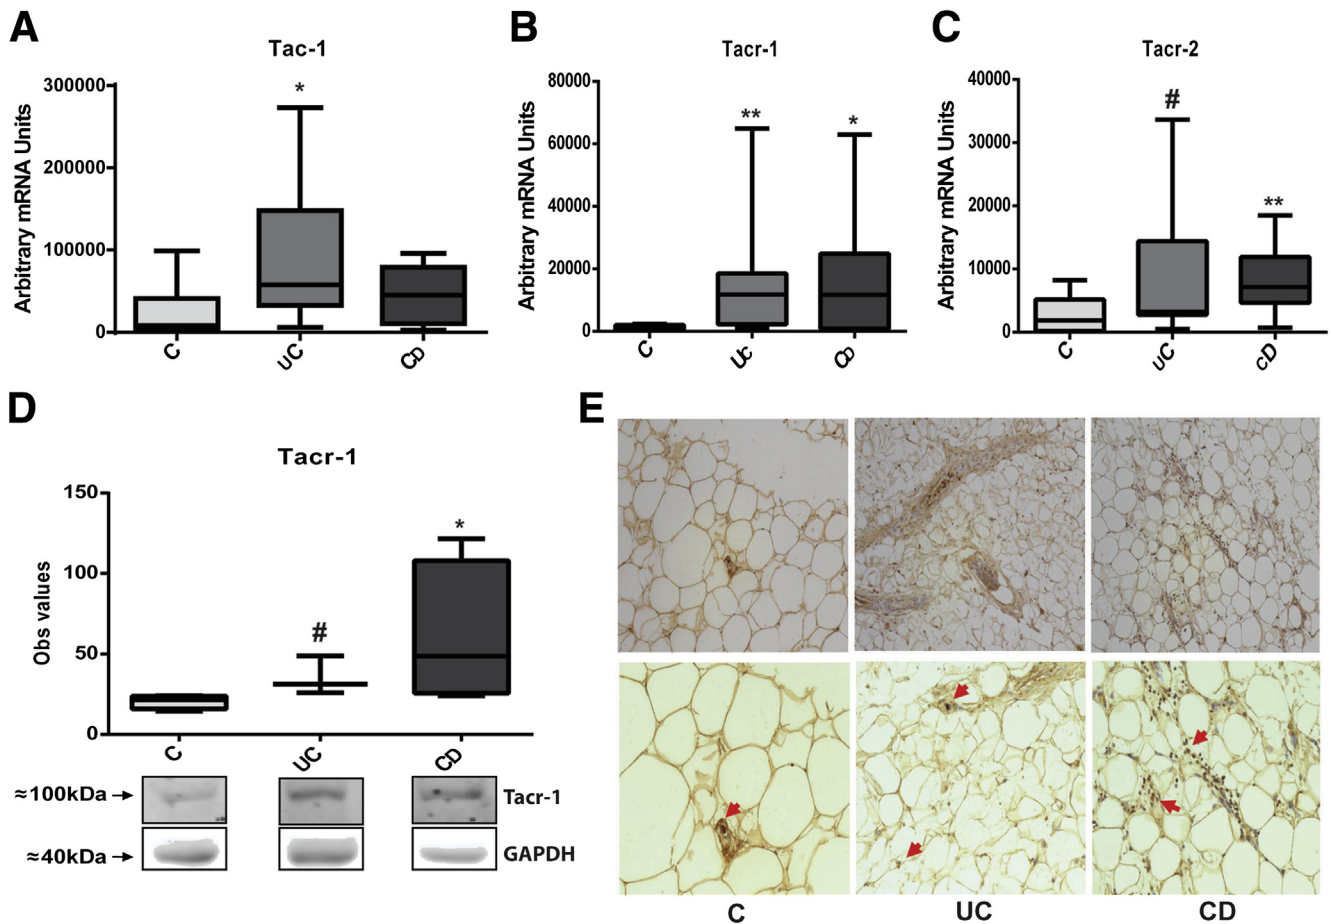 A
Tac-1
Arbitrary mRNA Units
300000
200000
100000
0
*
C
UC
CD
B
Tacr-1
Arbitrary mRNA Units
80000
60000
40000
20000
0
**
*
C
Uc
CD
C
Tacr-2
Arbitrary mRNA Units
40000
30000
20000
10000
0
#
**
C
UC
CD
D
Tacr-1
Obs values
150
100
50
0
#
*
C
UC
CD
≈100kDa
Tacr-1
≈40kDa
GAPDH
E
C
UC
CD